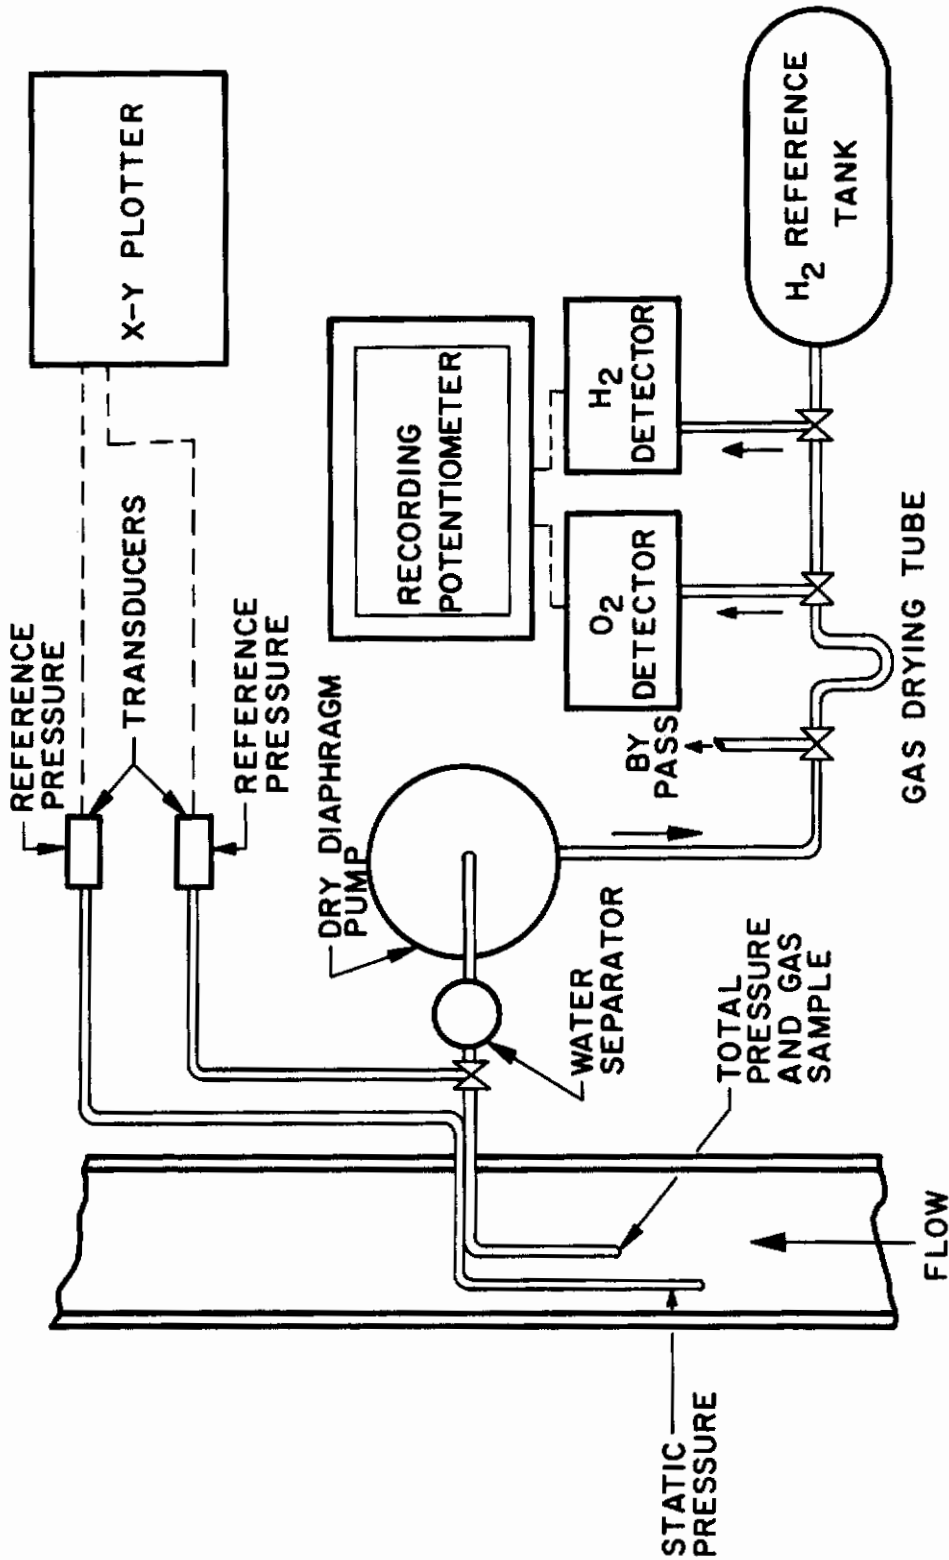 REFERENCE
PRESSURE
X-Y PLOTTER
TRANSDUCERS
REFERENCE
PRESSURE
DRY DIAPHRAGM
PUMP
RECORDING
POTENTIOMETER
WATER
SEPARATOR
BY
PASS
O2
DETECTOR
H2
DETECTOR
STATIC
PRESSURE
TOTAL
PRESSURE
AND GAS
SAMPLE
H2 REFERENCE
TANK
FLOW
GAS DRYING TUBE